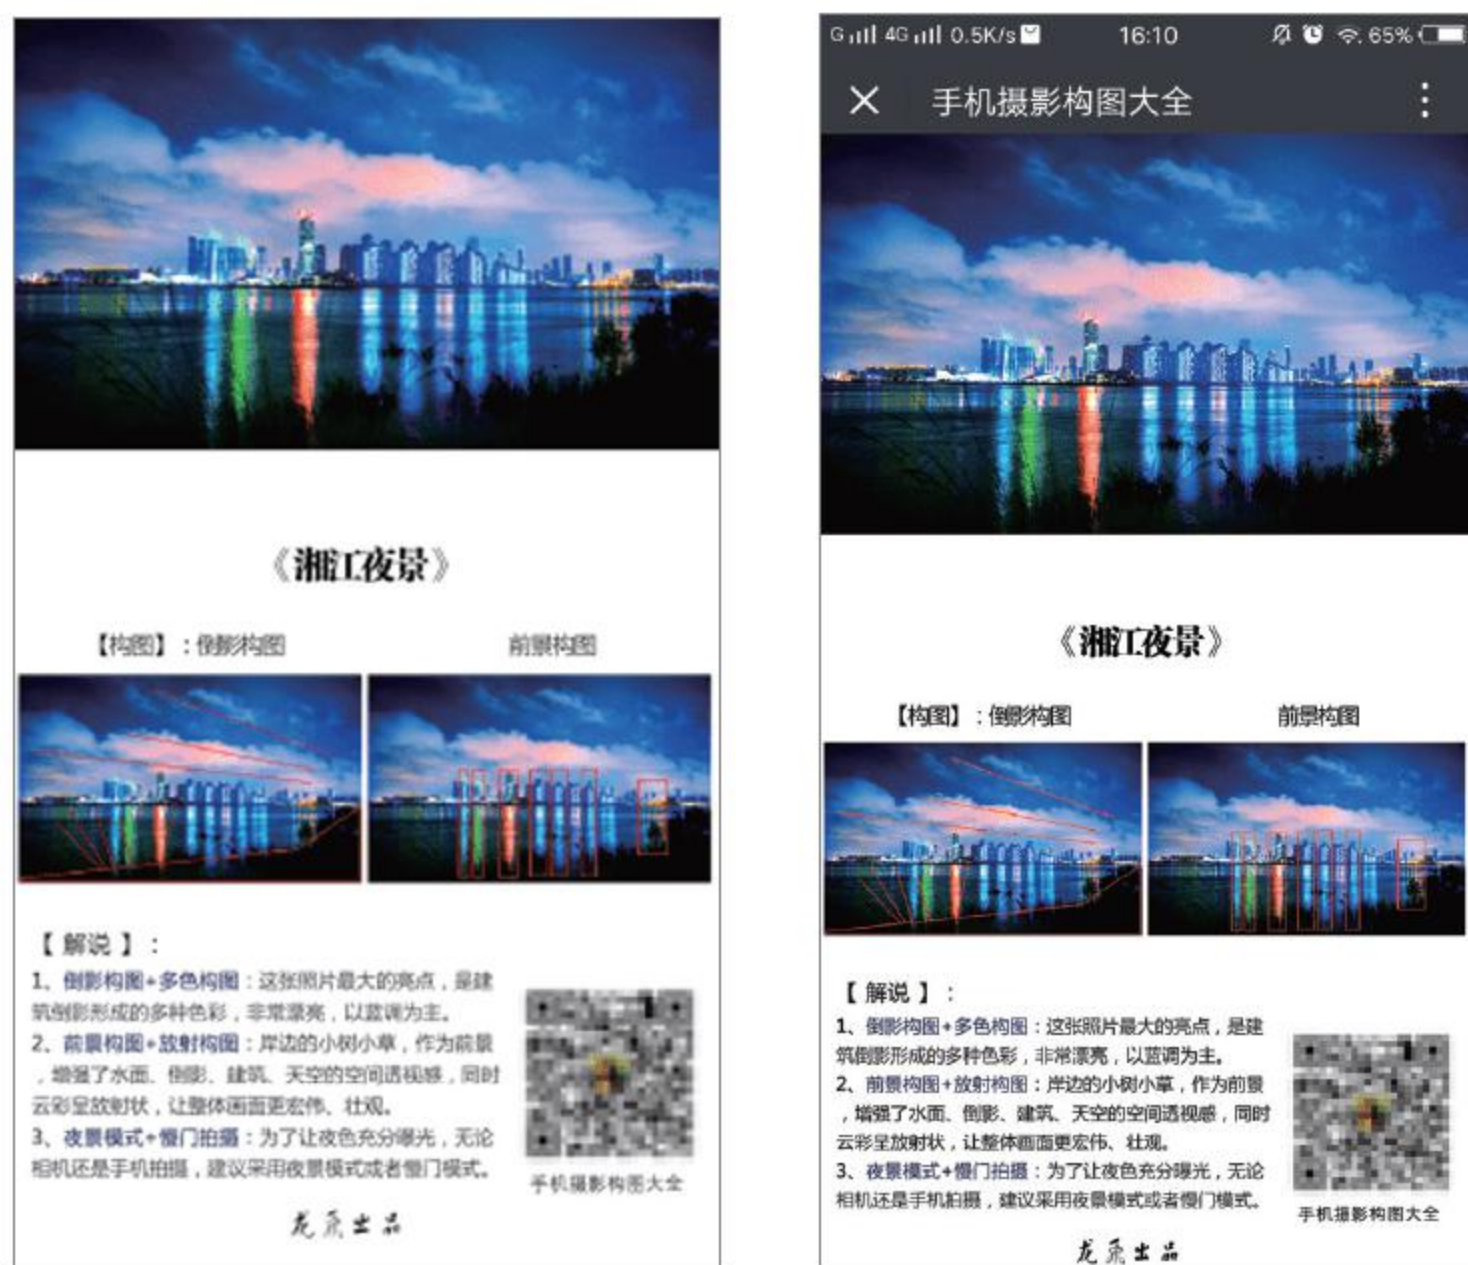 《湘江夜景》
【构图】：倒影构图 前景构图
【 解说 】：
1、倒影构图+多色构图：这张照片最大的亮点，是建
筑倒影形成的多种色彩，非常漂亮，以蓝调为主。
2、前景构图+放射构图：岸边的小树小草，作为前景
，增强了水面、倒影、建筑、天空的空间透视感，同时
云彩呈放射状，让整体画面更宏伟、壮观。
3、夜景模式+慢门拍摄：为了让夜色充分曝光，无论
相机还是手机拍摄，建议采用夜景模式或者慢门模式。
手机摄影构图大全
龙飞出品
G 4G 0.5K/s 16:10 65%
手机摄影构图大全
《湘江夜景》
【构图】：倒影构图 前景构图
【 解说 】：
1、倒影构图+多色构图：这张照片最大的亮点，是建
筑倒影形成的多种色彩，非常漂亮，以蓝调为主。
2、前景构图+放射构图：岸边的小树小草，作为前景
，增强了水面、倒影、建筑、天空的空间透视感，同时
云彩呈放射状，让整体画面更宏伟、壮观。
3、夜景模式+慢门拍摄：为了让夜色充分曝光，无论
相机还是手机拍摄，建议采用夜景模式或者慢门模式。
手机摄影构图大全
龙飞出品